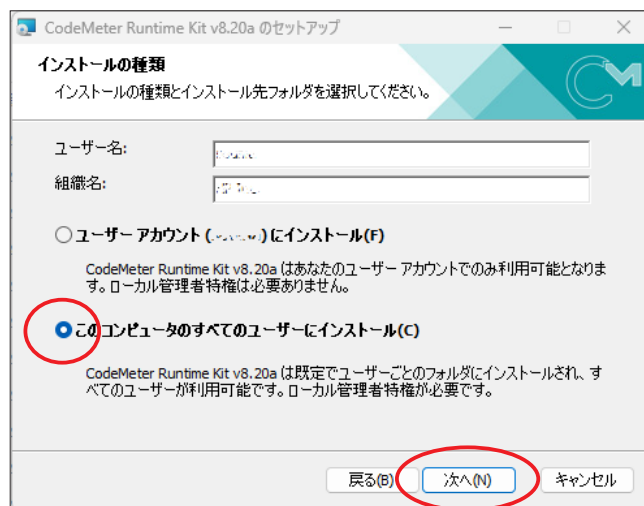 CodeMeter Runtime Kit v8.20a のセットアップ
インストールの種類
インストールの種類とインストール先フォルダを選択してください。
CM
ユーザー名:
組織名:
ユーザー アカウント ( ) にインストール(F)
CodeMeter Runtime Kit v8.20a はあなたのユーザー アカウントでのみ利用可能となりま
す。ローカル管理者特権は必要ありません。
このコンピュータのすべてのユーザーにインストール(C)
CodeMeter Runtime Kit v8.20a は既定でユーザーごとのフォルダにインストールされ、す
べてのユーザーが利用可能です。ローカル管理者特権が必要です。
戻る(B) 次へ(N) キャンセル